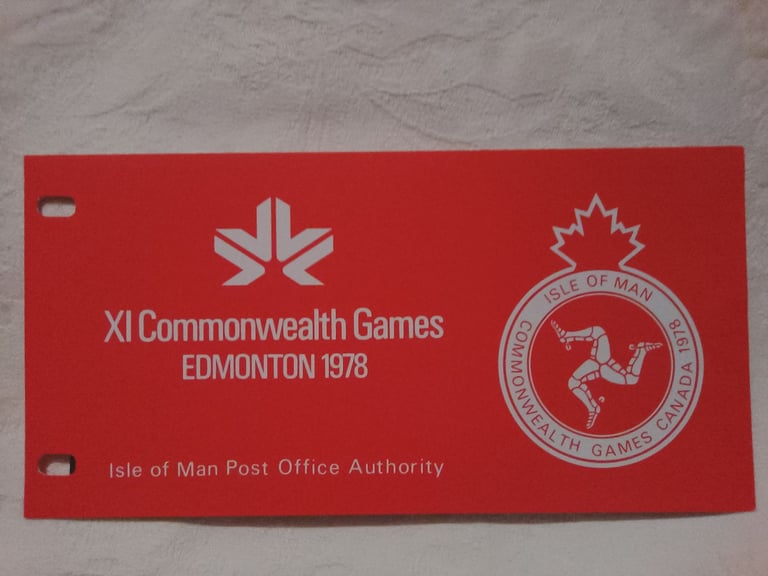 XI Commonwealth Games
EDMONTON 1978
Isle of Man Post Office Authority
ISLE OF MAN
COMMONWEALTH GAMES CANADA 1978